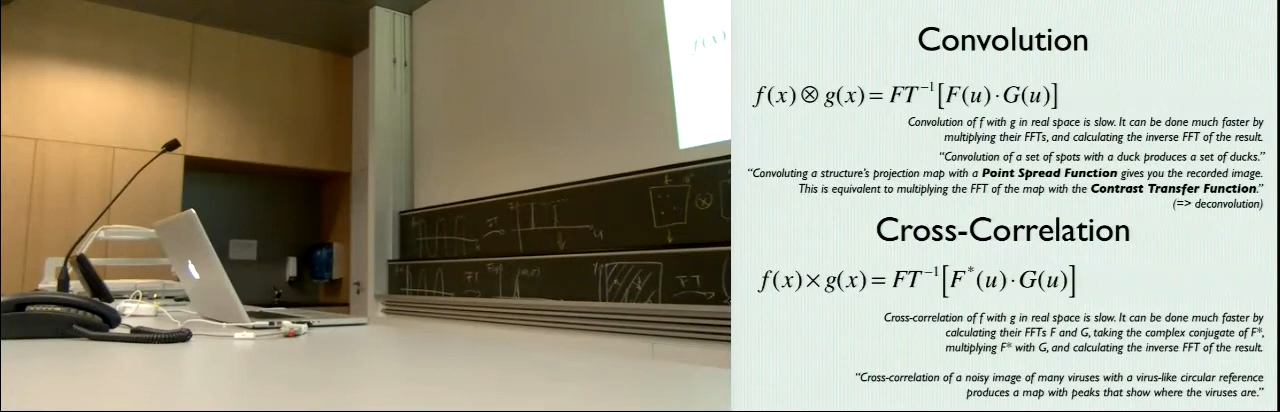 f(x)
Convolution
f(x) ⊗ g(x) = FT⁻¹[F(u)·G(u)]
Convolution of f with g in real space is slow. It can be done much faster by
multiplying their FFTs, and calculating the inverse FFT of the result.
“Convolution of a set of spots with a duck produces a set of ducks.”
“Convoluting a structure's projection map with a Point Spread Function gives you the recorded image.
This is equivalent to multiplying the FFT of the map with the Contrast Transfer Function.”
(=> deconvolution)
Cross-Correlation
f(x) × g(x) = FT⁻¹[F*(u)·G(u)]
Cross-correlation of f with g in real space is slow. It can be done much faster by
calculating their FFTs F and G, taking the complex conjugate of F*,
multiplying F* with G, and calculating the inverse FFT of the result.
“Cross-correlation of a noisy image of many viruses with a virus-like circular reference
produces a map with peaks that show where the viruses are.”
FT
FT
FT